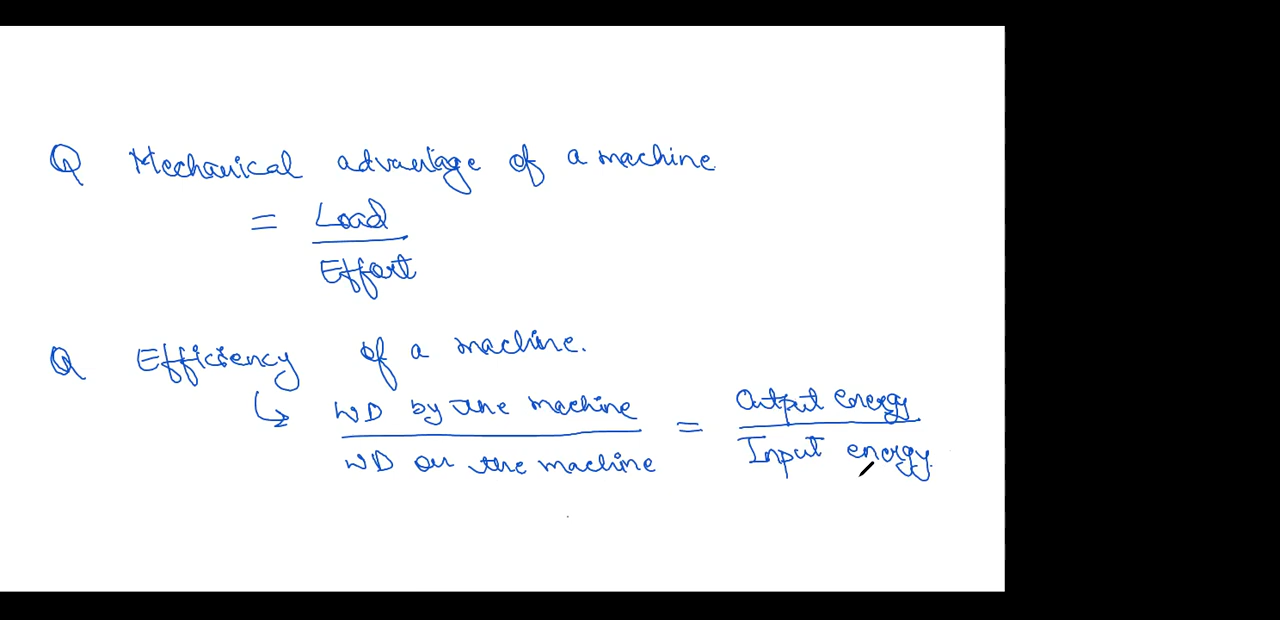 Q Mechanical advantage of a machine
= Load / Effort
Q Efficiency of a machine.
↳ WD by the machine / WD on the machine = Output energy / Input energy